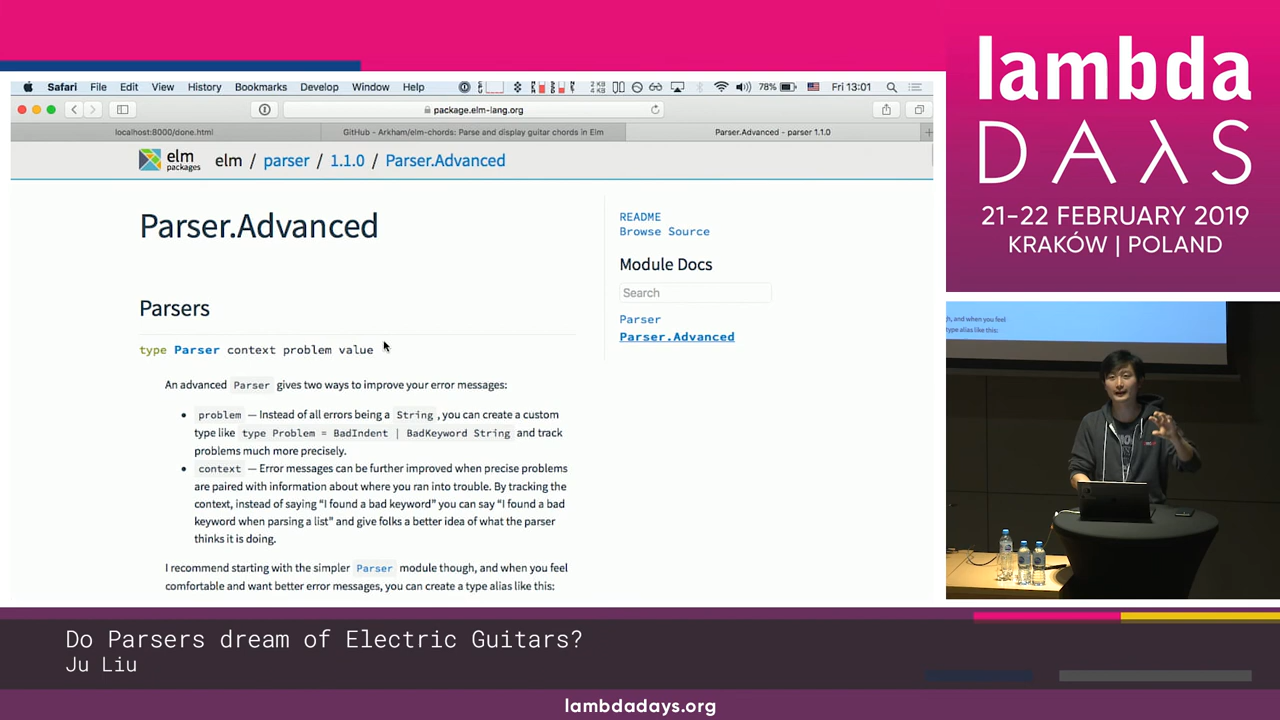 Safari File Edit View History Bookmarks Develop Window Help 78% Fri 13:01
package.elm-lang.org
localhost:8000/done.html
GitHub - Arkham/elm-chords: Parse and display guitar chords in Elm
Parser.Advanced - parser 1.1.0
elm packages
elm / parser / 1.1.0 / Parser.Advanced
Parser.Advanced
Parsers
type Parser context problem value
An advanced Parser gives two ways to improve your error messages:
• problem — Instead of all errors being a String , you can create a custom
type like type Problem = BadIndent | BadKeyword String and track
problems much more precisely.
• context — Error messages can be further improved when precise problems
are paired with information about where you ran into trouble. By tracking the
context, instead of saying “I found a bad keyword” you can say “I found a bad
keyword when parsing a list” and give folks a better idea of what the parser
thinks it is doing.
I recommend starting with the simpler Parser module though, and when you feel
comfortable and want better error messages, you can create a type alias like this:
README
Browse Source
Module Docs
Search
Parser
Parser.Advanced
lambda
DAλS
21-22 FEBRUARY 2019
KRAKÓW | POLAND
h, and when you feel
type alias like this:
Do Parsers dream of Electric Guitars?
Ju Liu
lambdadays.org